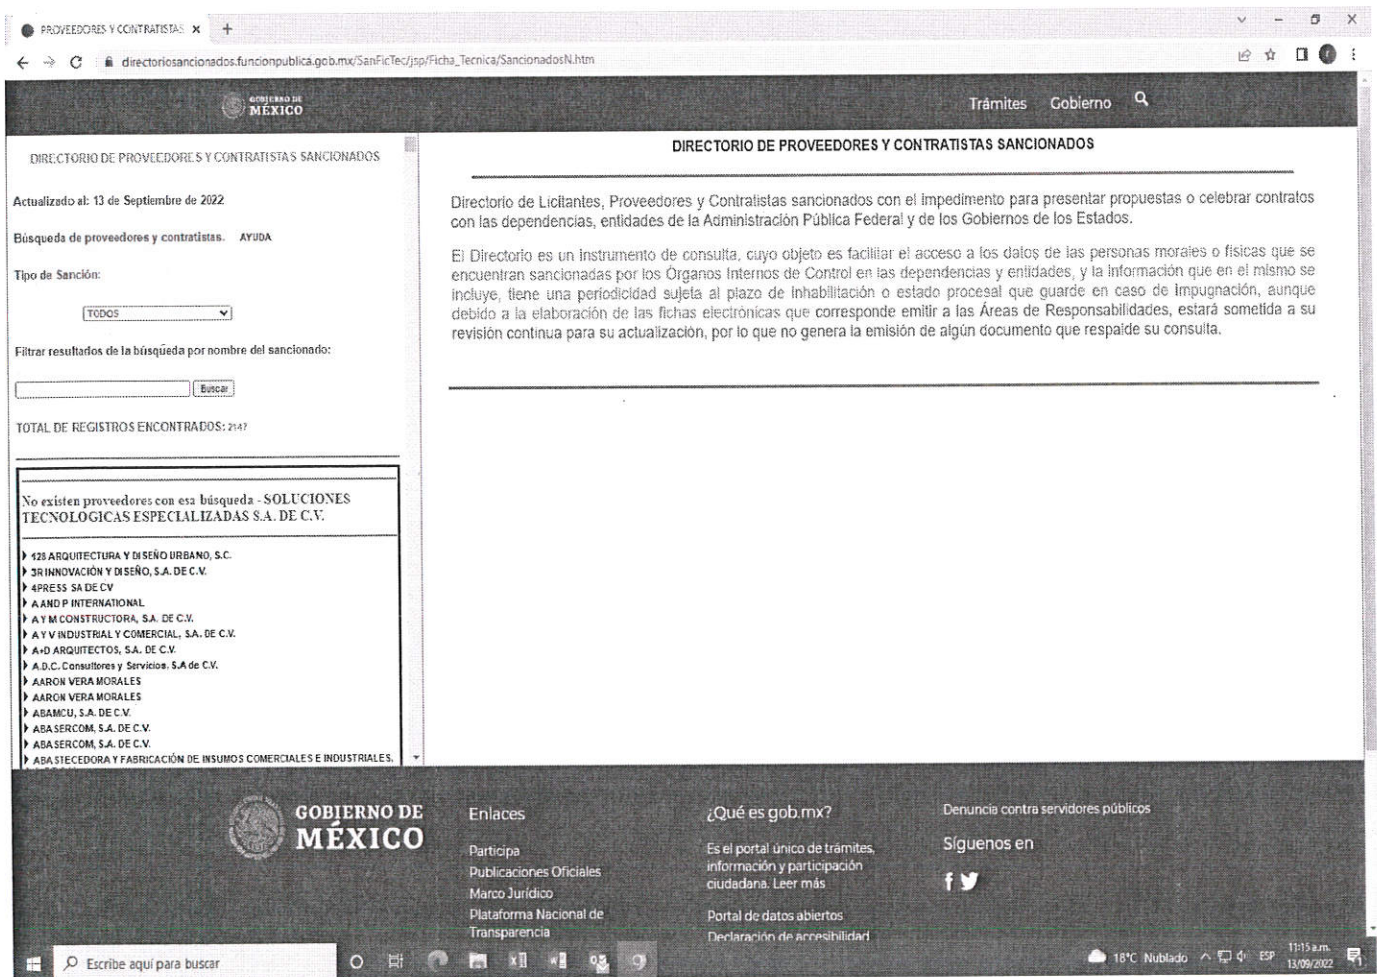 PROVEEDORES Y CONTRATISTAS
directoriosancionados.funcionpublica.gob.mx/SanFicTec/jsp/Ficha_Tecnica/SancionadosN.htm
GOBIERNO DE
MÉXICO
Trámites Gobierno
DIRECTORIO DE PROVEEDORES Y CONTRATISTAS SANCIONADOS
Actualizado al: 13 de Septiembre de 2022
Búsqueda de proveedores y contratistas. AYUDA
Tipo de Sanción:
TODOS
Filtrar resultados de la búsqueda por nombre del sancionado:
Buscar
TOTAL DE REGISTROS ENCONTRADOS: 2147
No existen proveedores con esa búsqueda - SOLUCIONES
TECNOLOGICAS ESPECIALIZADAS S.A. DE C.V.
128 ARQUITECTURA Y DISEÑO URBANO, S.C.
3R INNOVACIÓN Y DISEÑO, S.A. DE C.V.
4PRESS SA DE CV
A AND P INTERNATIONAL
A Y M CONSTRUCTORA, S.A. DE C.V.
A Y V INDUSTRIAL Y COMERCIAL, S.A. DE C.V.
A+D ARQUITECTOS, S.A. DE C.V.
A.D.C. Consultores y Servicios, S.A de C.V.
AARON VERA MORALES
AARON VERA MORALES
ABAMCU, S.A. DE C.V.
ABASERCOM, S.A. DE C.V.
ABASERCOM, S.A. DE C.V.
ABASTECEDORA Y FABRICACIÓN DE INSUMOS COMERCIALES E INDUSTRIALES,
DIRECTORIO DE PROVEEDORES Y CONTRATISTAS SANCIONADOS
Directorio de Licitantes, Proveedores y Contratistas sancionados con el impedimento para presentar propuestas o celebrar contratos
con las dependencias, entidades de la Administración Pública Federal y de los Gobiernos de los Estados.
El Directorio es un instrumento de consulta, cuyo objeto es facilitar el acceso a los datos de las personas morales o físicas que se
encuentran sancionadas por los Órganos Internos de Control en las dependencias y entidades, y la información que en el mismo se
incluye, tiene una periodicidad sujeta al plazo de inhabilitación o estado procesal que guarde en caso de impugnación, aunque
debido a la elaboración de las fichas electrónicas que corresponde emitir a las Áreas de Responsabilidades, estará sometida a su
revisión continua para su actualización, por lo que no genera la emisión de algún documento que respalde su consulta.
GOBIERNO DE
MÉXICO
Enlaces
Participa
Publicaciones Oficiales
Marco Jurídico
Plataforma Nacional de
Transparencia
¿Qué es gob.mx?
Es el portal único de trámites,
información y participación
ciudadana. Leer más
Portal de datos abiertos
Declaración de accesibilidad
Denuncia contra servidores públicos
Síguenos en
Escribe aquí para buscar
18°C Nublado
ESP
11:15 a.m.
13/09/2022